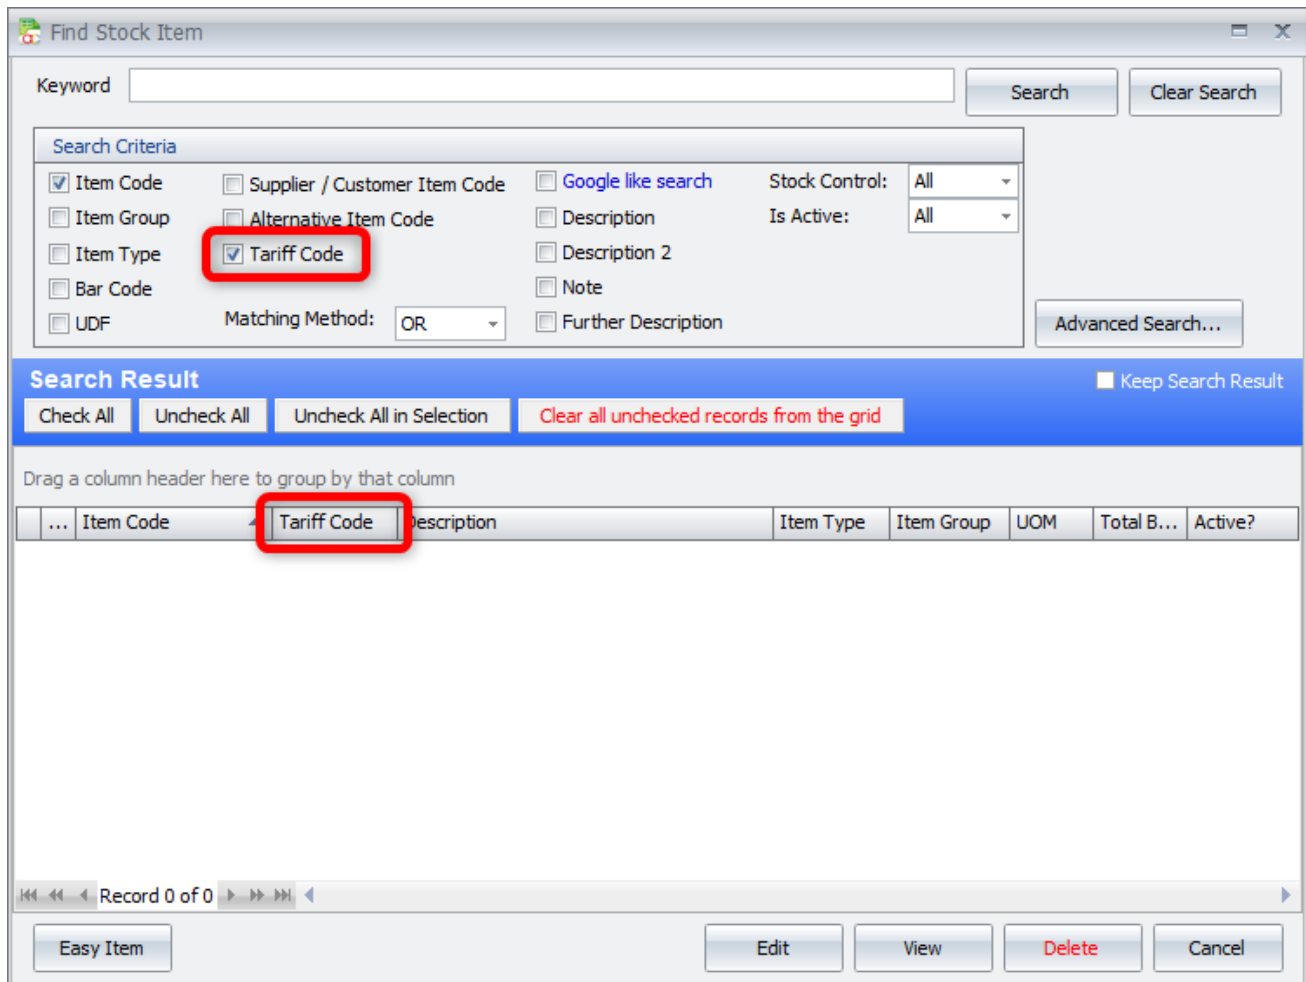 Find Stock Item
Keyword Search Clear Search
Search Criteria
Item Code Supplier / Customer Item Code Google like search Stock Control: All
Item Group Alternative Item Code Description Is Active: All
Item Type Tariff Code Description 2
Bar Code Note
UDF Matching Method: OR Further Description Advanced Search...
Search Result Keep Search Result
Check All Uncheck All Uncheck All in Selection Clear all unchecked records from the grid
Drag a column header here to group by that column
... Item Code Tariff Code Description Item Type Item Group UOM Total B... Active?
Record 0 of 0
Easy Item Edit View Delete Cancel